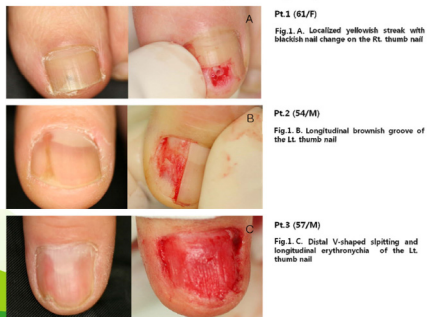 A
Pt.1 (61/F)
Fig.1. A. Localized yellowish streak with
blackish nail change on the Rt. thumb nail
B
Pt.2 (54/M)
Fig.1. B. Longitudinal brownish groove of
the Lt. thumb nail
C
Pt.3 (57/M)
Fig.1. C. Distal V-shaped slpitting and
longitudinal erythronychia of the Lt.
thumb nail